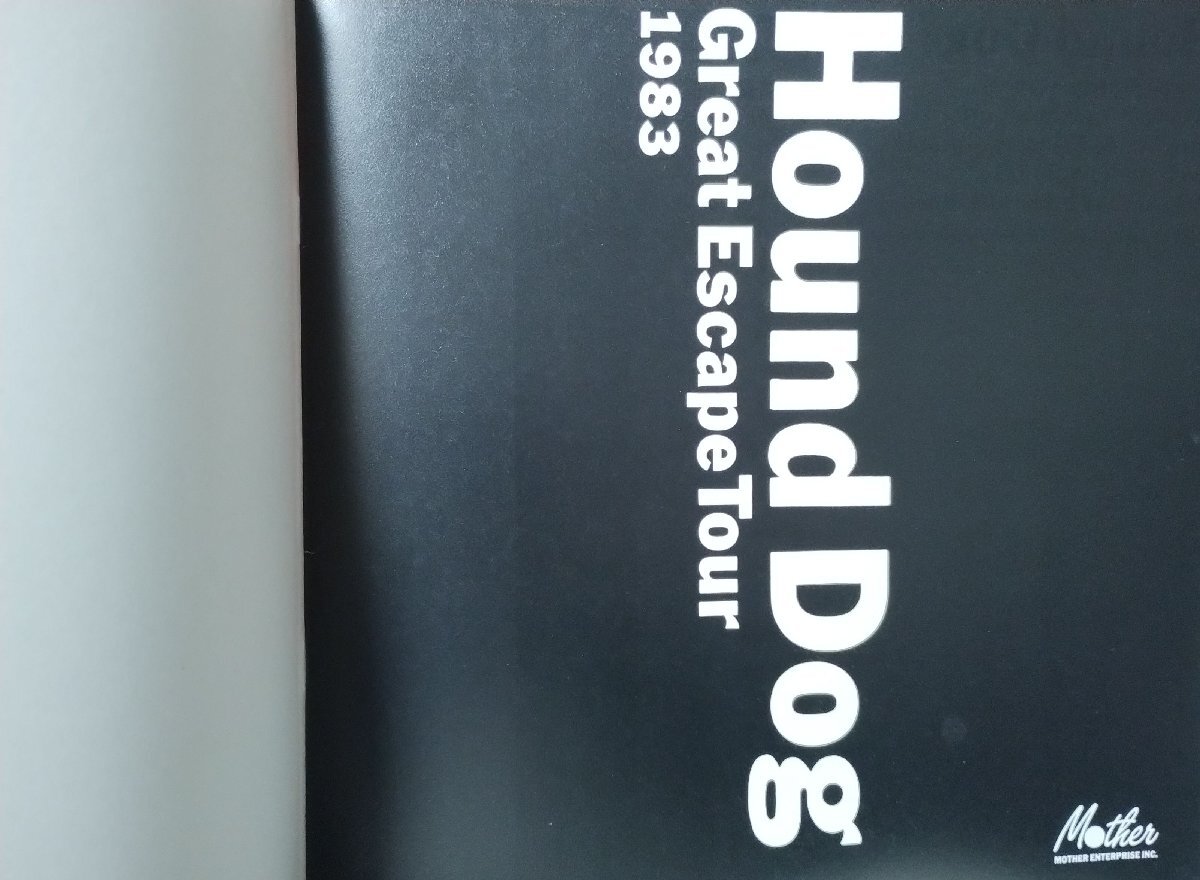 Hound Dog
Great Escape Tour
1983
Mother
MOTHER ENTERPRISE INC.